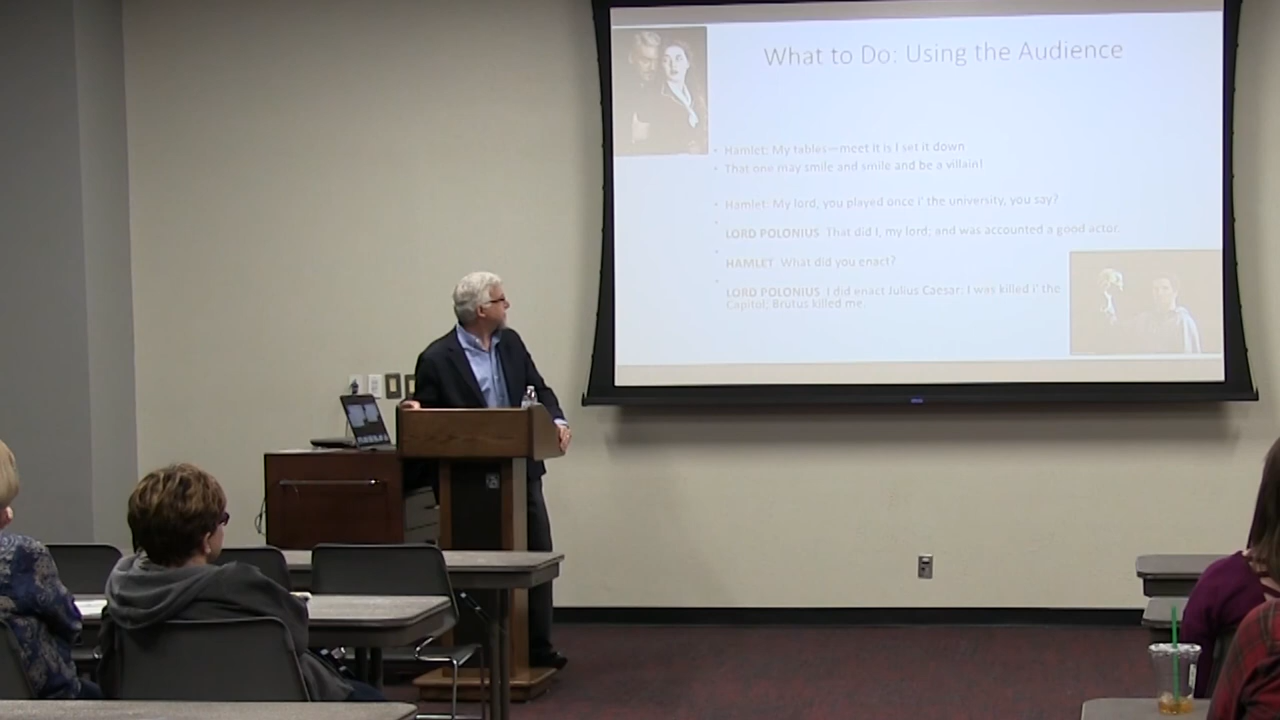 What to Do: Using the Audience
• Hamlet: My tables—meet it is I set it down
• That one may smile and smile and be a villain!
• Hamlet: My lord, you played once i' the university, you say?
•
LORD POLONIUS That did I, my lord; and was accounted a good actor.
•
HAMLET What did you enact?
•
LORD POLONIUS I did enact Julius Caesar: I was killed i' the
Capitol; Brutus killed me.